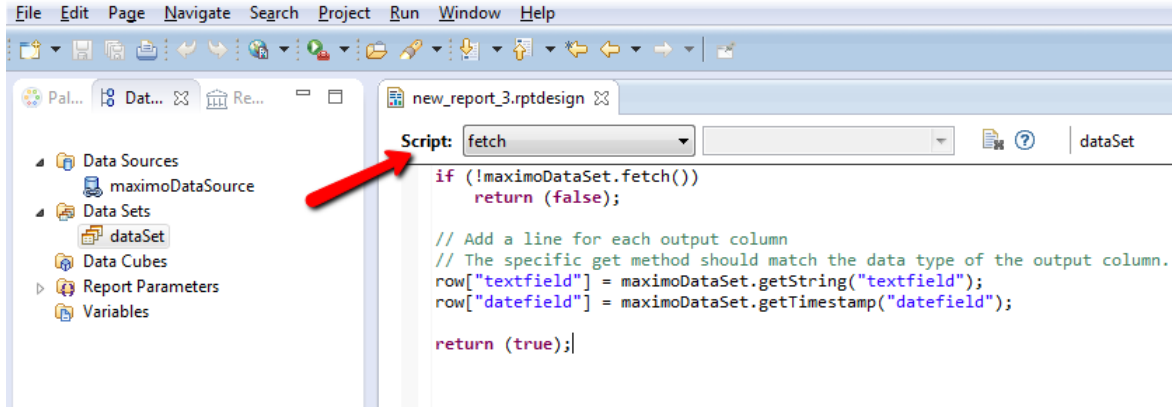 File Edit Page Navigate Search Project Run Window Help
Pal... Dat... Re...
new_report_3.rptdesign
Script: fetch dataSet
Data Sources
maximoDataSource
Data Sets
dataSet
Data Cubes
Report Parameters
Variables
if (!maximoDataSet.fetch())
return (false);
// Add a line for each output column
// The specific get method should match the data type of the output column.
row["textfield"] = maximoDataSet.getString("textfield");
row["datefield"] = maximoDataSet.getTimestamp("datefield");
return (true);